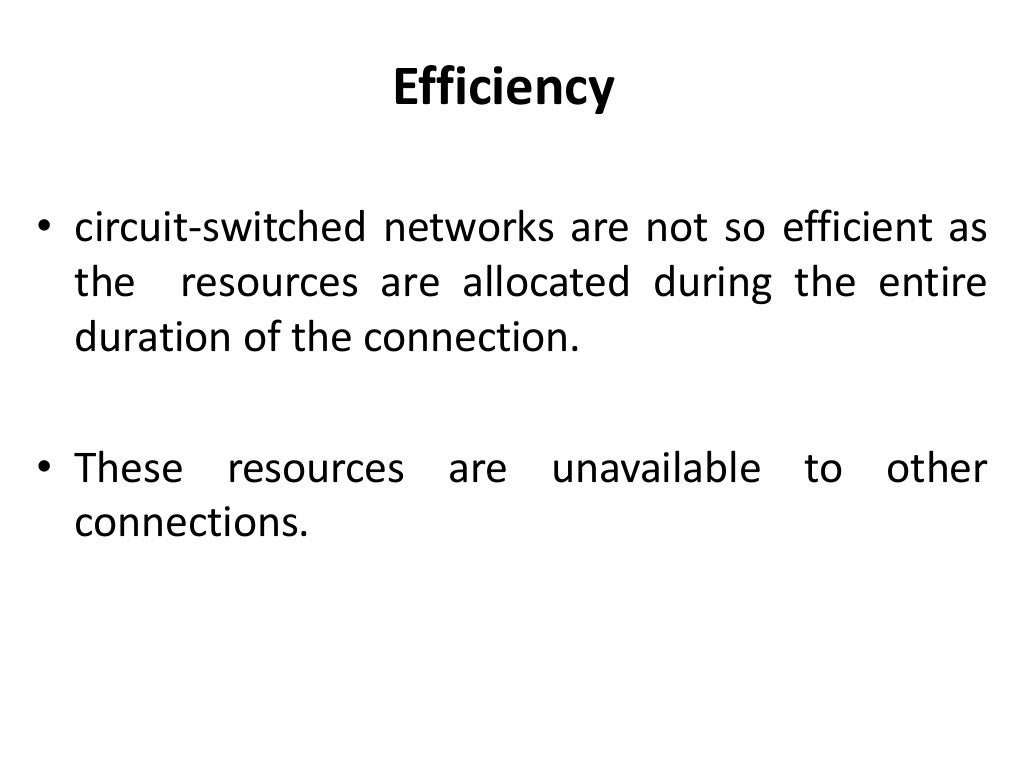 Efficiency
• circuit-switched networks are not so efficient as
the resources are allocated during the entire
duration of the connection.
• These resources are unavailable to other
connections.